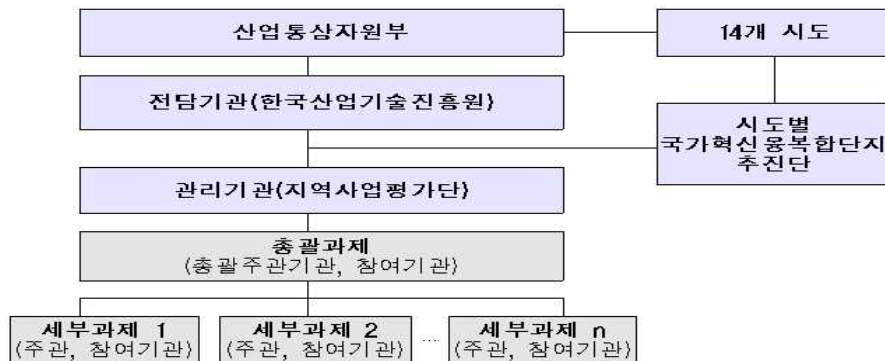 산업통상자원부
14개 시도
전담기관(한국산업기술진흥원)
시도별
국가혁신융복합단지
추진단
관리기관(지역사업평가단)
총괄과제
(총괄주관기관, 참여기관)
세부과제 1
(주관, 참여기관)
세부과제 2
(주관, 참여기관)
...
세부과제 n
(주관, 참여기관)